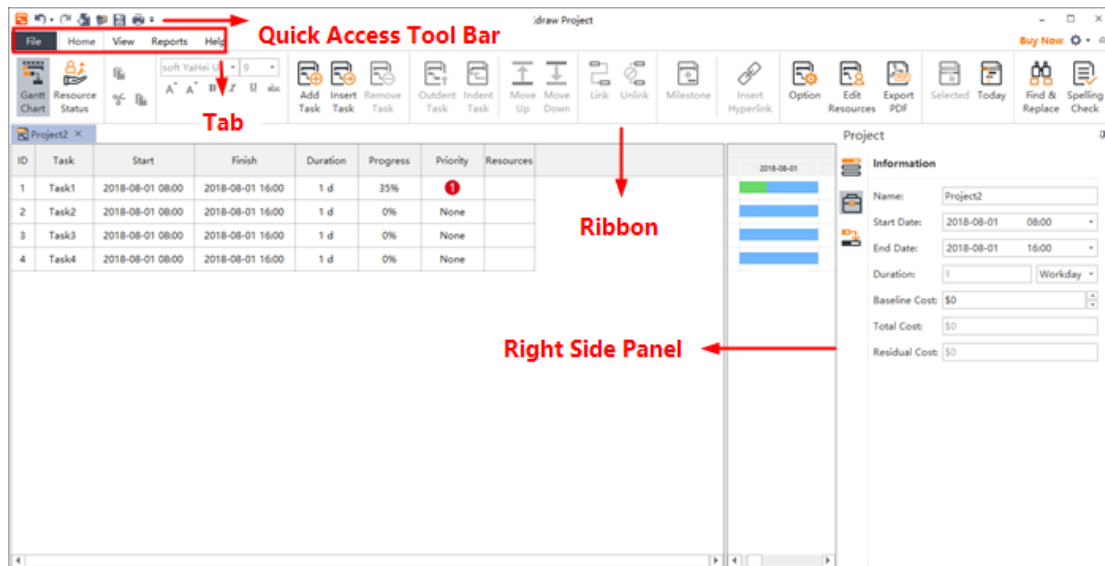 draw Project
File Home View Reports Help
Quick Access Tool Bar
Buy Now
soft YaHei U 9
Gantt Chart
Resource Status
A A B I U abc
Add Task
Insert Task
Remove Task
Outdent Task
Indent Task
Move Up
Move Down
Link
Unlink
Milestone
Insert Hyperlink
Option
Edit Resources
Export PDF
Selected
Today
Find & Replace
Spelling Check
Tab
Project2 ×
Project
ID Task Start Finish Duration Progress Priority Resources
2018-08-01
1 Task1 2018-08-01 08:00 2018-08-01 16:00 1 d 35% 1
2 Task2 2018-08-01 08:00 2018-08-01 16:00 1 d 0% None
3 Task3 2018-08-01 08:00 2018-08-01 16:00 1 d 0% None
4 Task4 2018-08-01 08:00 2018-08-01 16:00 1 d 0% None
Ribbon
Right Side Panel
Information
Name: Project2
Start Date: 2018-08-01 08:00
End Date: 2018-08-01 16:00
Duration: 1 Workday
Baseline Cost: $0
Total Cost: $0
Residual Cost: $0